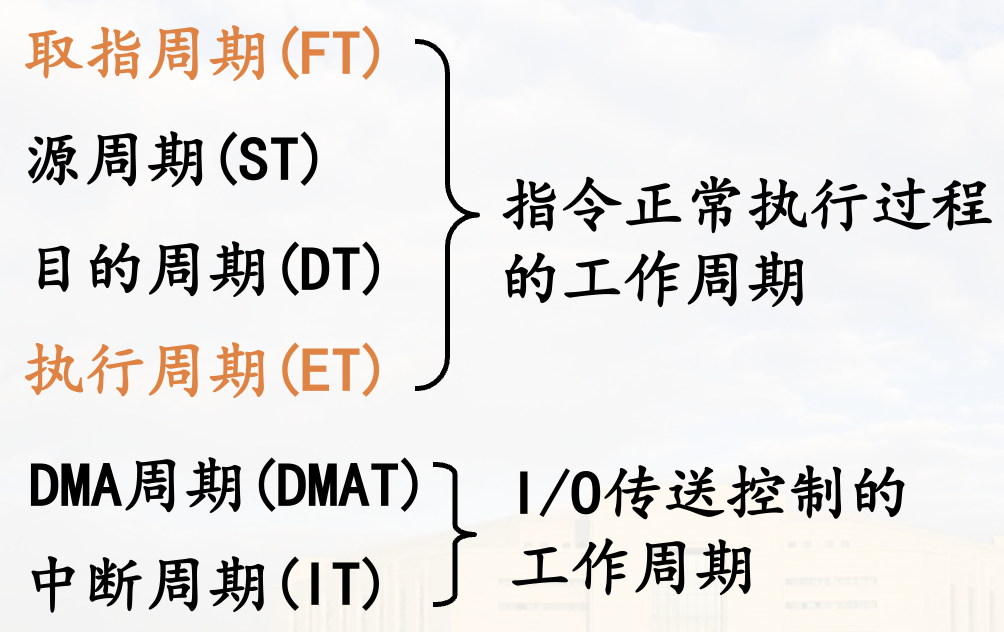 取指周期(FT)
源周期(ST)
目的周期(DT)
执行周期(ET)
指令正常执行过程
的工作周期
DMA周期(DMAT)
中断周期(IT)
I/O传送控制的
工作周期